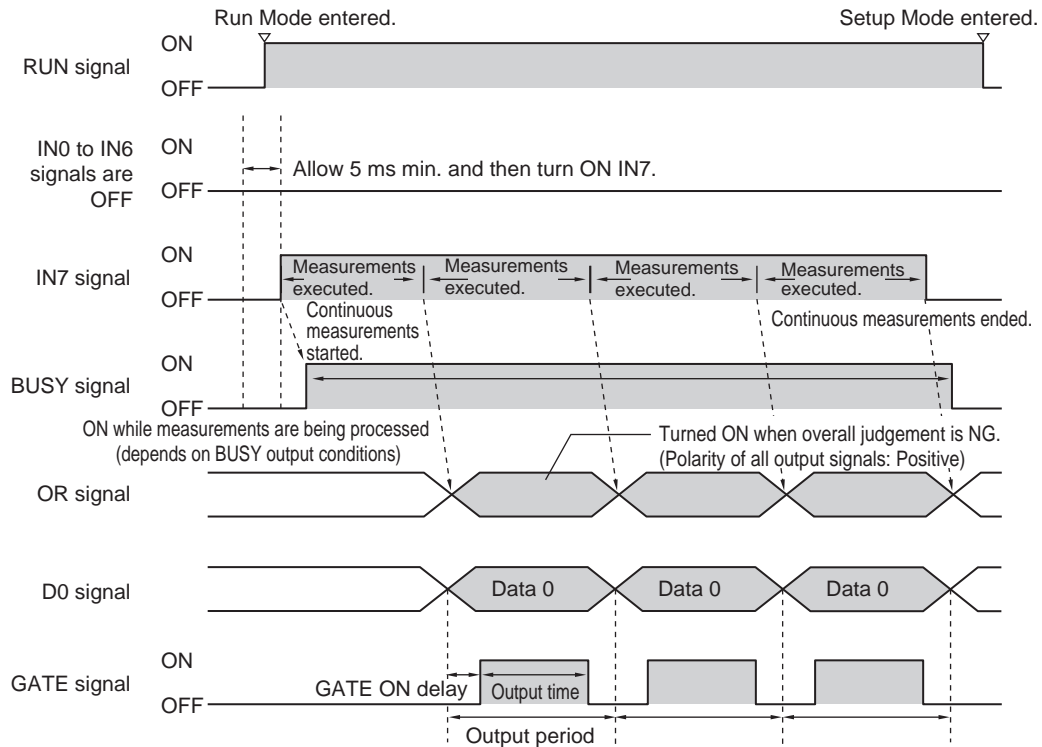 Run Mode entered.
Setup Mode entered.
ON
RUN signal
OFF
IN0 to IN6
signals are
OFF
ON
Allow 5 ms min. and then turn ON IN7.
OFF
ON
IN7 signal
OFF
Measurements
executed.
Measurements
executed.
Measurements
executed.
Measurements
executed.
Continuous
measurements
started.
Continuous measurements ended.
ON
BUSY signal
OFF
ON while measurements are being processed
(depends on BUSY output conditions)
Turned ON when overall judgement is NG.
(Polarity of all output signals: Positive)
OR signal
D0 signal
Data 0
Data 0
Data 0
ON
GATE signal
OFF
GATE ON delay
Output time
Output period